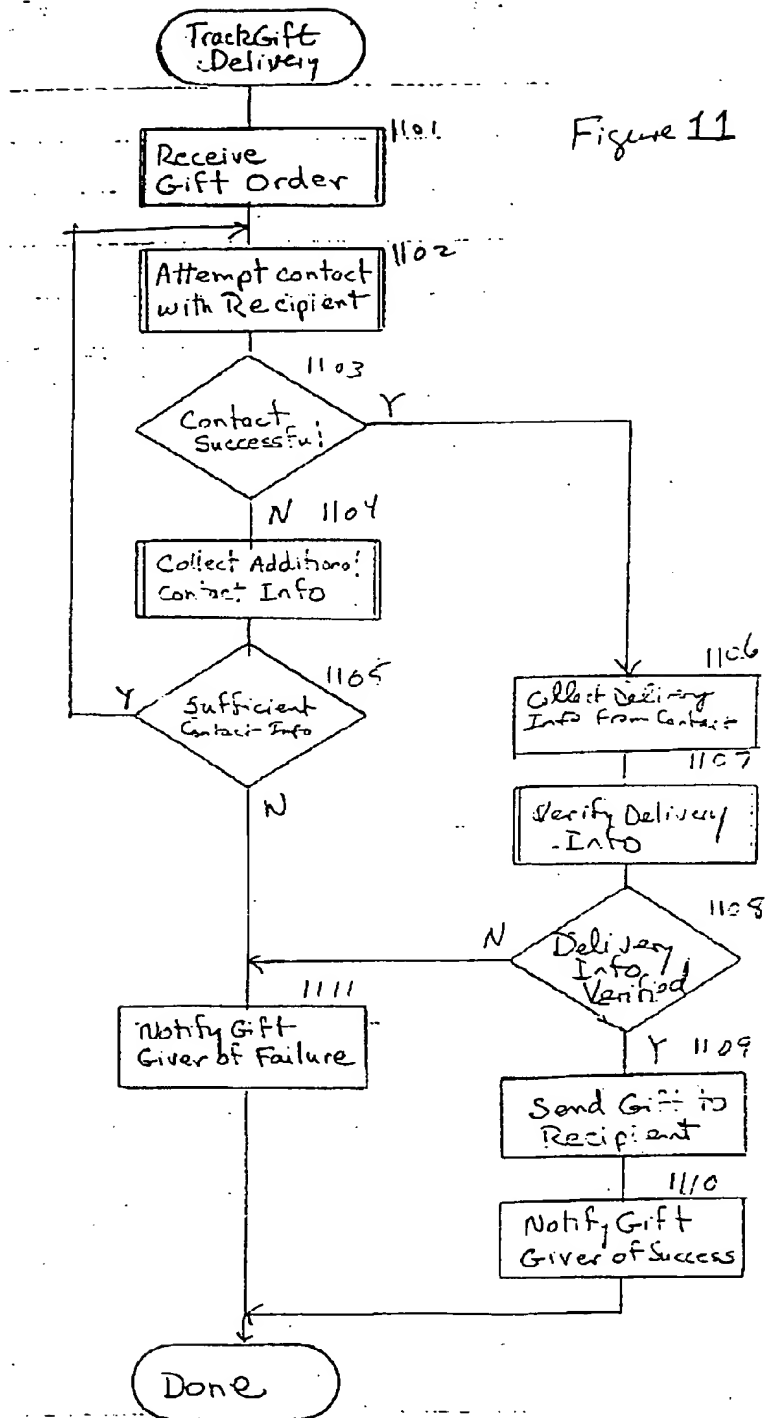 TrackGift
Delivery
Figure 11
1101
Receive
Gift Order
1102
Attempt contact
with Recipient
1103
Contact
Successful
Y
N 1104
Collect Additional
Contact Info
1105
Y
Sufficient
Contact Info
N
1106
Collect Delivery
Info From Contact
1107
Verify Delivery
Info
1108
N
Delivery
Info
Verified
1111
Notify Gift
Giver of Failure
Y 1109
Send Gift to
Recipient
1110
Notify Gift
Giver of Success
Done